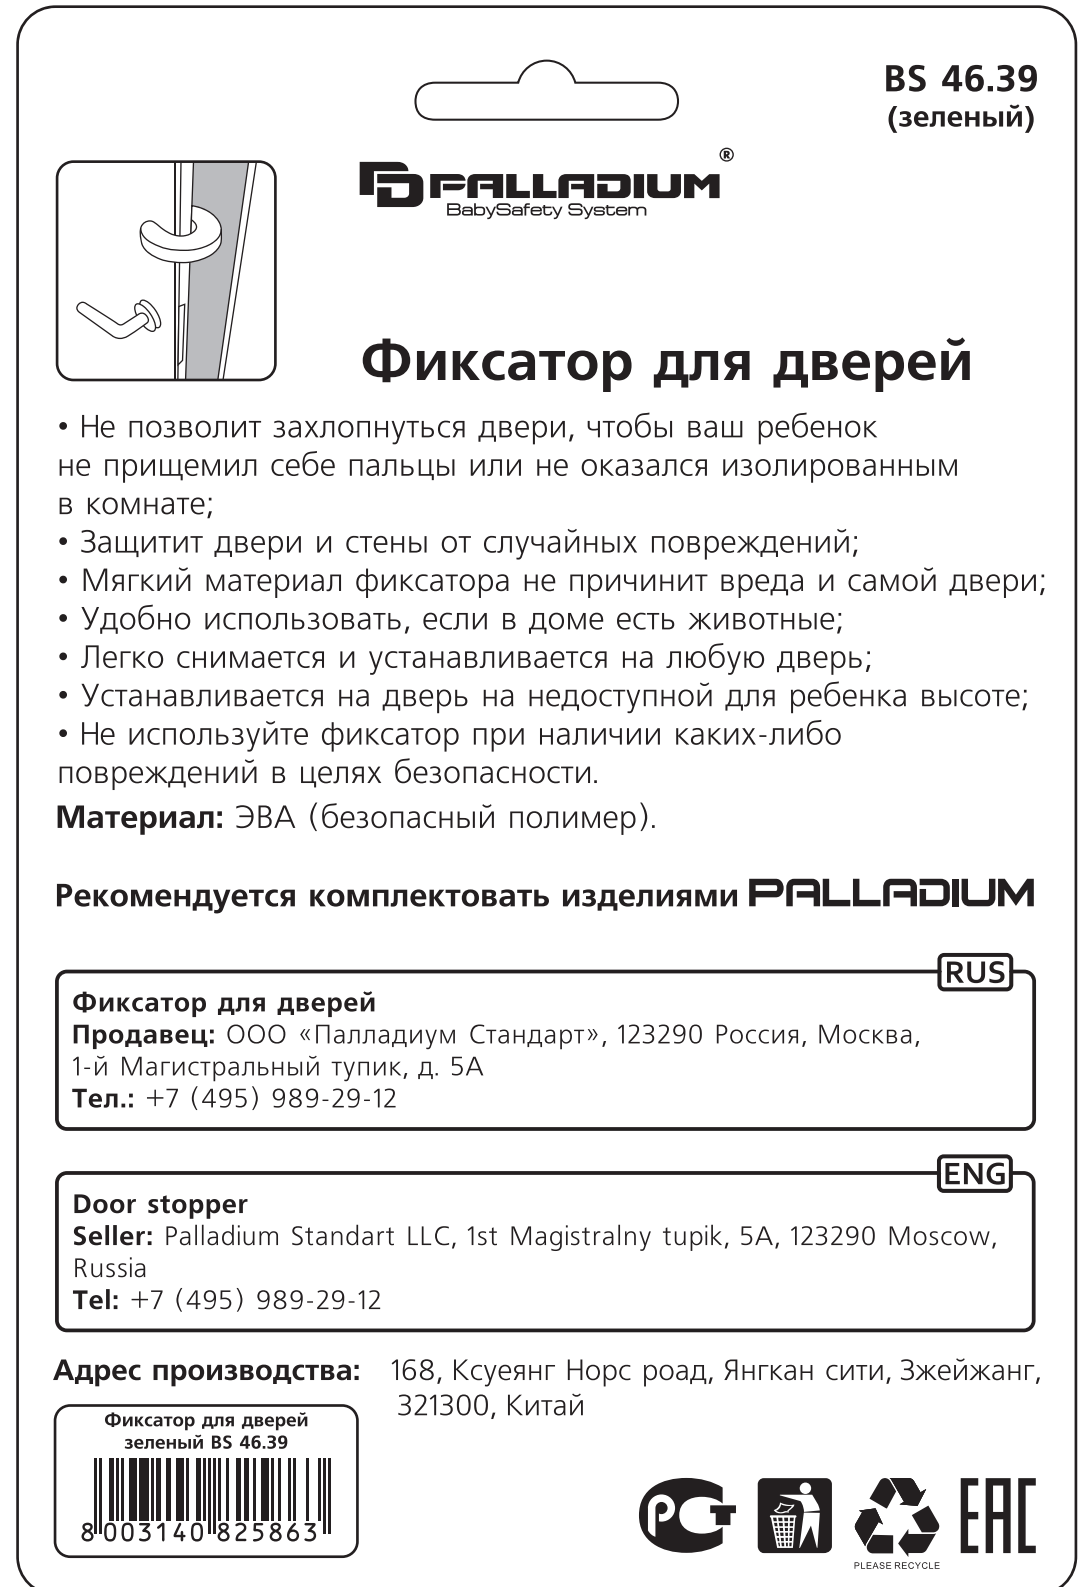 BS 46.39
(зеленый)
PALLADIUM®
BabySafety System
Фиксатор для дверей
• Не позволит захлопнуться двери, чтобы ваш ребенок
не прищемил себе пальцы или не оказался изолированным
в комнате;
• Защитит двери и стены от случайных повреждений;
• Мягкий материал фиксатора не причинит вреда и самой двери;
• Удобно использовать, если в доме есть животные;
• Легко снимается и устанавливается на любую дверь;
• Устанавливается на дверь на недоступной для ребенка высоте;
• Не используйте фиксатор при наличии каких-либо
повреждений в целях безопасности.
Материал: ЭВА (безопасный полимер).
Рекомендуется комплектовать изделиями PALLADIUM
RUS
Фиксатор для дверей
Продавец: ООО «Палладиум Стандарт», 123290 Россия, Москва,
1-й Магистральный тупик, д. 5А
Тел.: +7 (495) 989-29-12
ENG
Door stopper
Seller: Palladium Standart LLC, 1st Magistralny tupik, 5A, 123290 Moscow,
Russia
Tel: +7 (495) 989-29-12
Адрес производства: 168, Ксуеянг Норс роад, Янгкан сити, Зжейжанг,
321300, Китай
Фиксатор для дверей
зеленый BS 46.39
8 003140 825863
РСТ
PLEASE RECYCLE
EAC